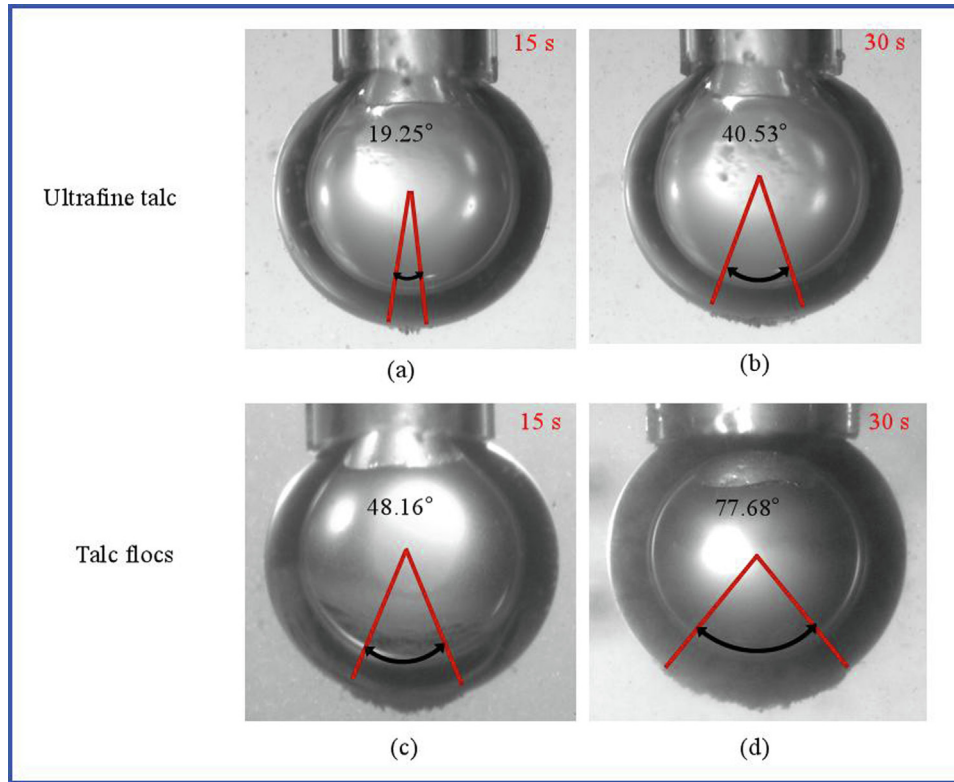 15 s
30 s
19.25°
40.53°
Ultrafine talc
(a)
(b)
15 s
30 s
48.16°
77.68°
Talc flocs
(c)
(d)